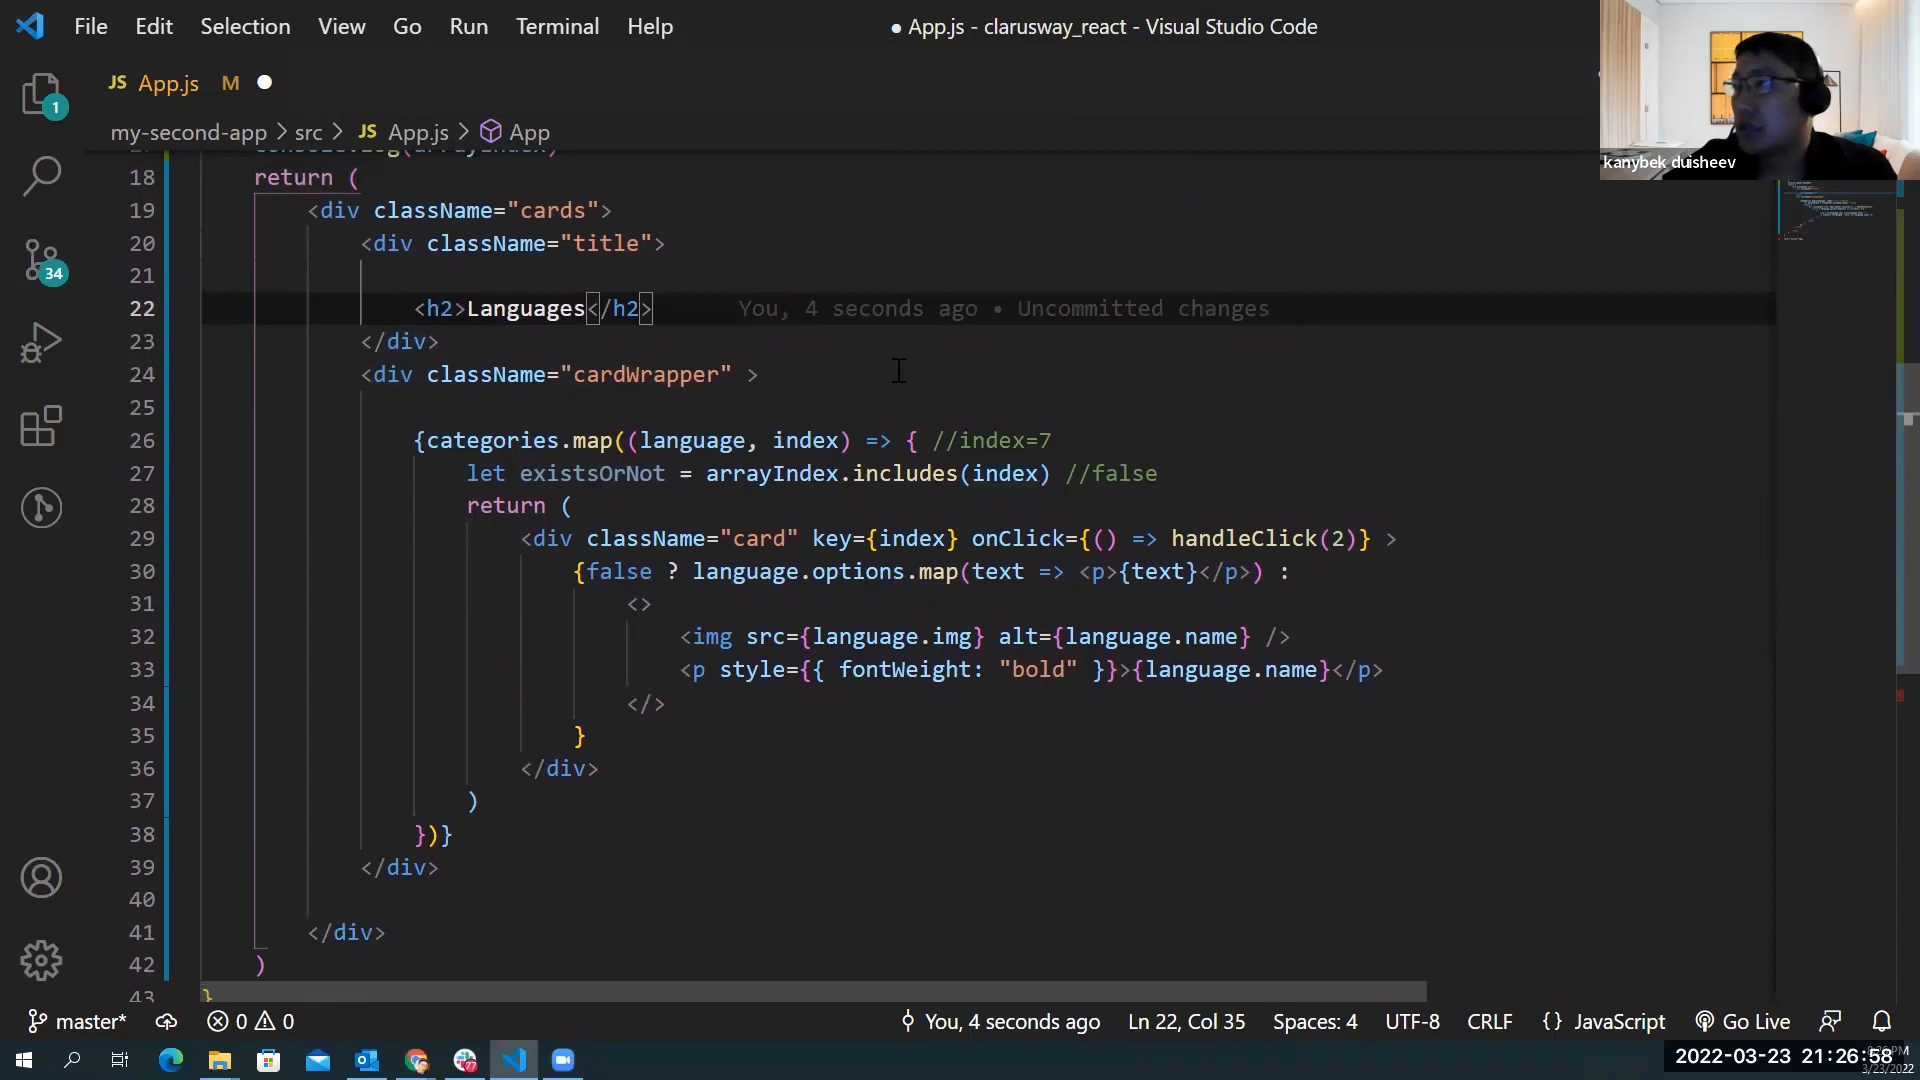 File Edit Selection View Go Run Terminal Help
● App.js - clarusway_react - Visual Studio Code
JS App.js M
my-second-app > src > JS App.js > App
kanybek duisheev
1
34
18 return (
19 <div className="cards">
20 <div className="title">
21
22 <h2>Languages</h2> You, 4 seconds ago • Uncommitted changes
23 </div>
24 <div className="cardWrapper" >
25
26 {categories.map((language, index) => { //index=7
27 let existsOrNot = arrayIndex.includes(index) //false
28 return (
29 <div className="card" key={index} onClick={() => handleClick(2)} >
30 {false ? language.options.map(text => <p>{text}</p>) :
31 <>
32 <img src={language.img} alt={language.name} />
33 <p style={{ fontWeight: "bold" }}>{language.name}</p>
34 </>
35 }
36 </div>
37 )
38 })}
39 </div>
40
41 </div>
42 )
43 }
master* 0 0 You, 4 seconds ago Ln 22, Col 35 Spaces: 4 UTF-8 CRLF {} JavaScript Go Live
77
2022-03-23 21:26:58
3/23/2022